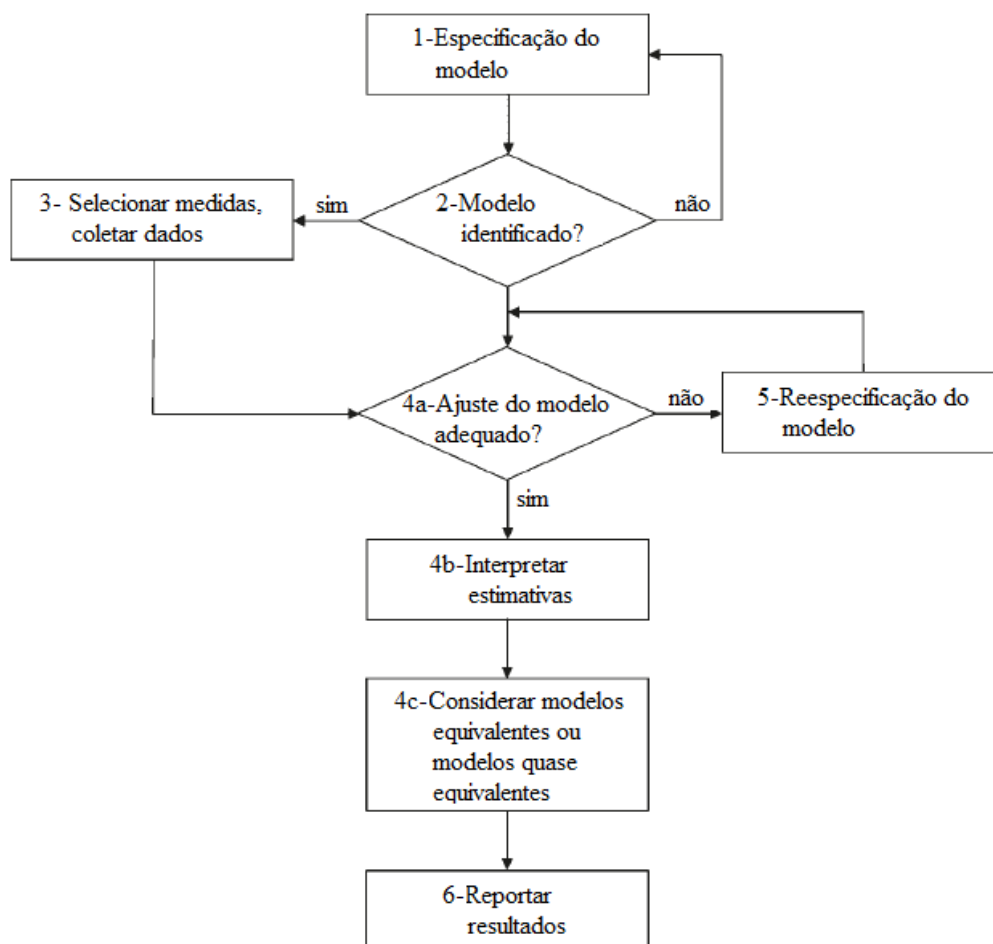 1-Especificação do
modelo
3- Selecionar medidas,
coletar dados
sim
2-Modelo
identificado?
não
4a-Ajuste do modelo
adequado?
não
5-Reespecificação do
modelo
sim
4b-Interpretar
estimativas
4c-Considerar modelos
equivalentes ou
modelos quase
equivalentes
6-Reportar
resultados